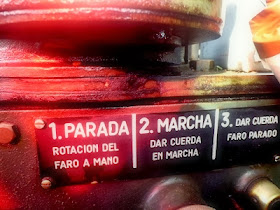 1. PARADA
ROTACION DEL
FARO A MANO
2. MARCHA
DAR CUERDA
EN MARCHA
3. DAR CUERDA
FARO PARADO